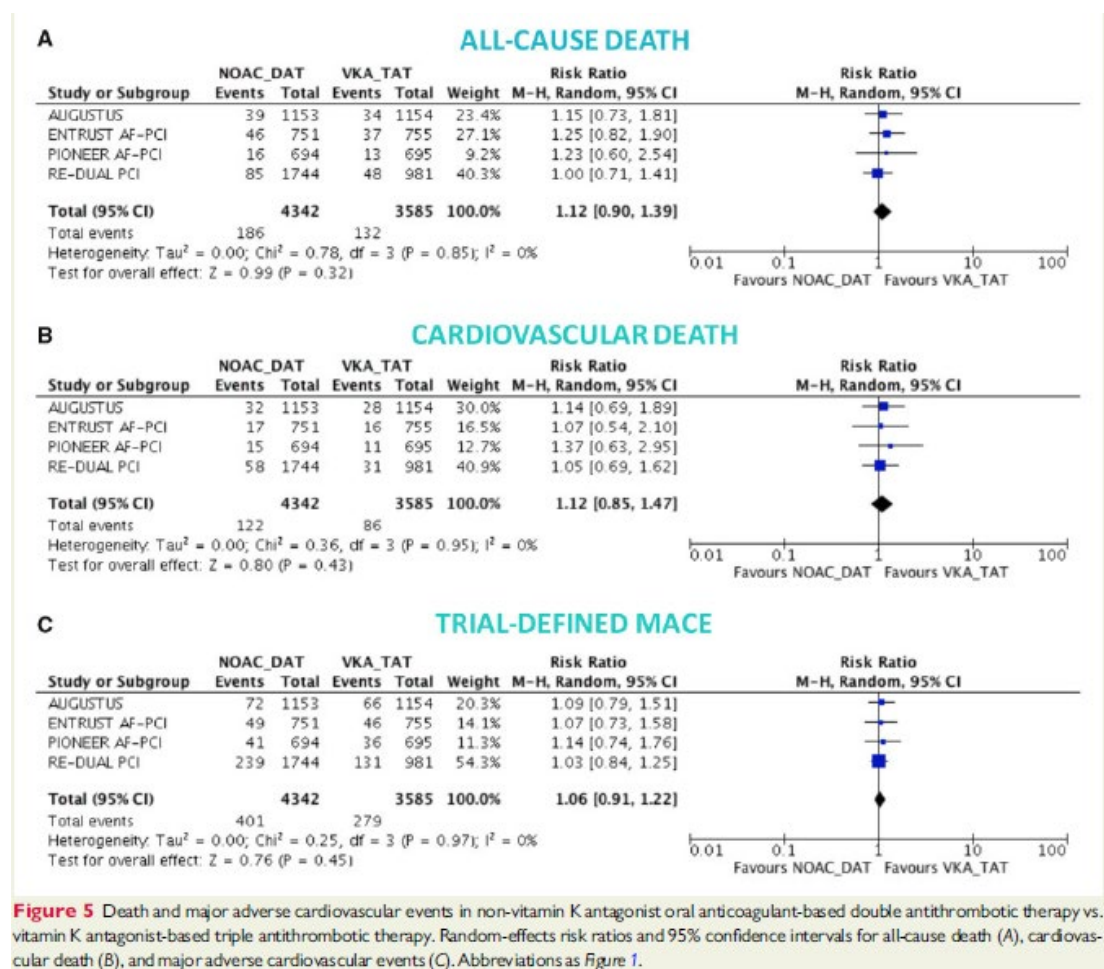 A
ALL-CAUSE DEATH
NOAC_DAT VKA_TAT Risk Ratio Risk Ratio
Study or Subgroup Events Total Events Total Weight M-H, Random, 95% CI M-H, Random, 95% CI
AUGUSTUS 39 1153 34 1154 23.4% 1.15 [0.73, 1.81]
ENTRUST AF-PCI 46 751 37 755 27.1% 1.25 [0.82, 1.90]
PIONEER AF-PCI 16 694 13 695 9.2% 1.23 [0.60, 2.54]
RE-DUAL PCI 85 1744 48 981 40.3% 1.00 [0.71, 1.41]
Total (95% CI) 4342 3585 100.0% 1.12 [0.90, 1.39]
Total events 186 132
Heterogeneity: Tau² = 0.00; Chi² = 0.78, df = 3 (P = 0.85); I² = 0%
Test for overall effect: Z = 0.99 (P = 0.32)
0.01 0.1 1 10 100
Favours NOAC_DAT Favours VKA_TAT
B
CARDIOVASCULAR DEATH
NOAC_DAT VKA_TAT Risk Ratio Risk Ratio
Study or Subgroup Events Total Events Total Weight M-H, Random, 95% CI M-H, Random, 95% CI
AUGUSTUS 32 1153 28 1154 30.0% 1.14 [0.69, 1.89]
ENTRUST AF-PCI 17 751 16 755 16.5% 1.07 [0.54, 2.10]
PIONEER AF-PCI 15 694 11 695 12.7% 1.37 [0.63, 2.95]
RE-DUAL PCI 58 1744 31 981 40.9% 1.05 [0.69, 1.62]
Total (95% CI) 4342 3585 100.0% 1.12 [0.85, 1.47]
Total events 122 86
Heterogeneity: Tau² = 0.00; Chi² = 0.36, df = 3 (P = 0.95); I² = 0%
Test for overall effect: Z = 0.80 (P = 0.43)
0.01 0.1 1 10 100
Favours NOAC_DAT Favours VKA_TAT
C
TRIAL-DEFINED MACE
NOAC_DAT VKA_TAT Risk Ratio Risk Ratio
Study or Subgroup Events Total Events Total Weight M-H, Random, 95% CI M-H, Random, 95% CI
AUGUSTUS 72 1153 66 1154 20.3% 1.09 [0.79, 1.51]
ENTRUST AF-PCI 49 751 46 755 14.1% 1.07 [0.73, 1.58]
PIONEER AF-PCI 41 694 36 695 11.3% 1.14 [0.74, 1.76]
RE-DUAL PCI 239 1744 131 981 54.3% 1.03 [0.84, 1.25]
Total (95% CI) 4342 3585 100.0% 1.06 [0.91, 1.22]
Total events 401 279
Heterogeneity: Tau² = 0.00; Chi² = 0.25, df = 3 (P = 0.97); I² = 0%
Test for overall effect: Z = 0.76 (P = 0.45)
0.01 0.1 1 10 100
Favours NOAC_DAT Favours VKA_TAT
Figure 5 Death and major adverse cardiovascular events in non-vitamin K antagonist oral anticoagulant-based double antithrombotic therapy vs.
vitamin K antagonist-based triple antithrombotic therapy. Random-effects risk ratios and 95% confidence intervals for all-cause death (A), cardiovas-
cular death (B), and major adverse cardiovascular events (C). Abbreviations as Figure 1.